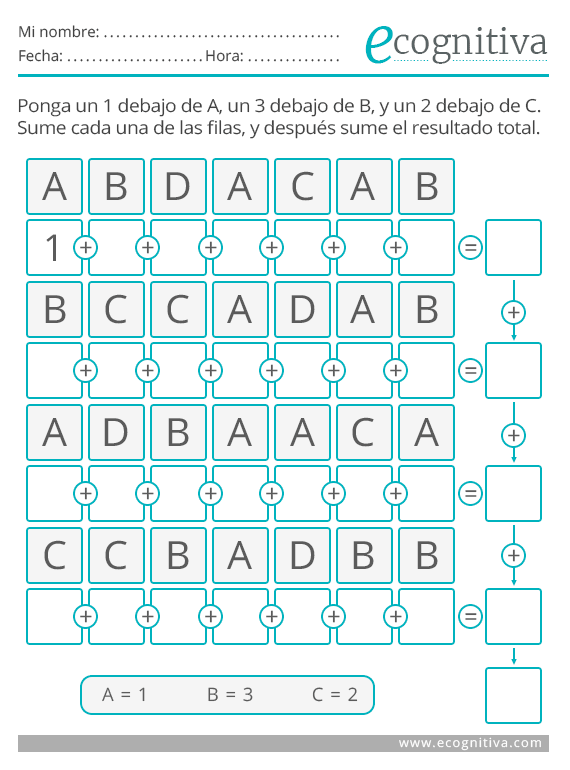 Mi nombre: ....................................
ecognitiva
Fecha: ..................... Hora: ..............
Ponga un 1 debajo de A, un 3 debajo de B, y un 2 debajo de C.
Sume cada una de las filas, y después sume el resultado total.
A B D A C A B
1 + + + + + + =
+
B C C A D A B
+ + + + + + =
+
A D B A A C A
+ + + + + + =
+
C C B A D B B
+ + + + + + =
A = 1 B = 3 C = 2
www.ecognitiva.com